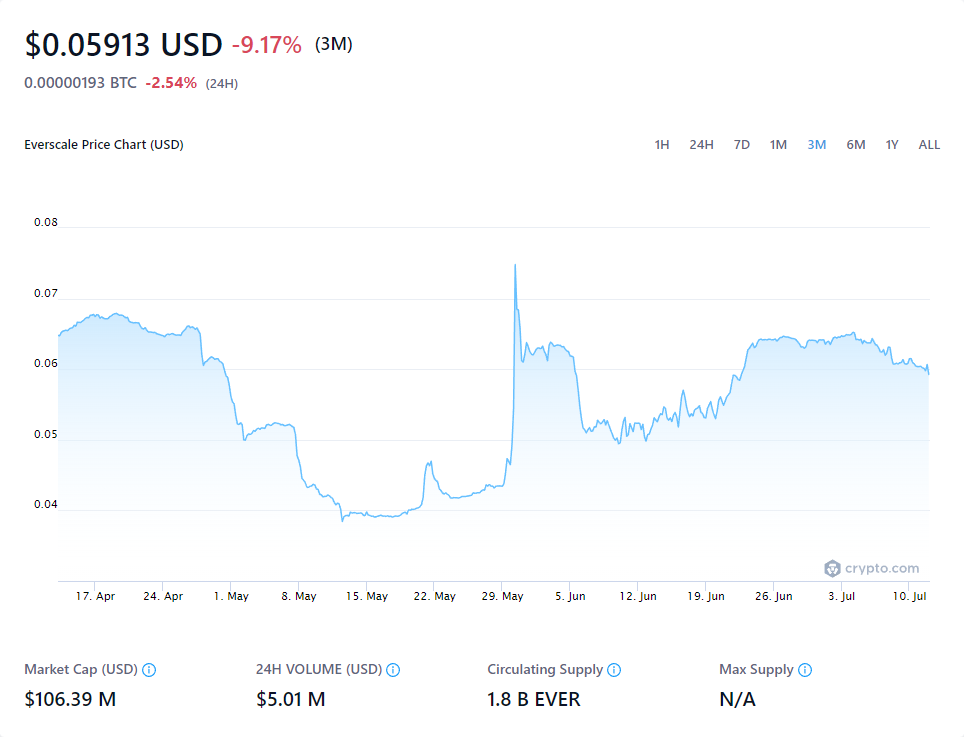 $0.05913 USD -9.17% (3M)
0.00000193 BTC -2.54% (24H)
Everscale Price Chart (USD) 1H 24H 7D 1M 3M 6M 1Y ALL
0.08
0.07
0.06
0.05
0.04
crypto.com
17. Apr 24. Apr 1. May 8. May 15. May 22. May 29. May 5. Jun 12. Jun 19. Jun 26. Jun 3. Jul 10. Jul
Market Cap (USD) 24H VOLUME (USD) Circulating Supply Max Supply
$106.39 M $5.01 M 1.8 B EVER N/A